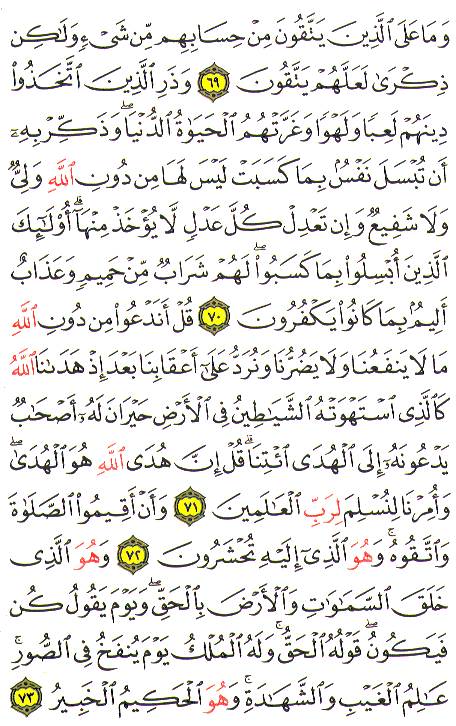 وَمَا عَلَى ٱلَّذِينَ يَتَّقُونَ مِنْ حِسَابِهِم مِّن شَىْءٍ وَلَٰكِن
ذِكْرَىٰ لَعَلَّهُمْ يَتَّقُونَ ٦٩ وَذَرِ ٱلَّذِينَ ٱتَّخَذُوا۟
دِينَهُمْ لَعِبًا وَلَهْوًا وَغَرَّتْهُمُ ٱلْحَيَوٰةُ ٱلدُّنْيَا ۖ وَذَكِّرْ بِهِۦٓ
أَن تُبْسَلَ نَفْسٌۢ بِمَا كَسَبَتْ لَيْسَ لَهَا مِن دُونِ ٱللَّهِ وَلِىٌّ
وَلَا شَفِيعٌ وَإِن تَعْدِلْ كُلَّ عَدْلٍ لَّا يُؤْخَذْ مِنْهَآ ۗ أُو۟لَٰٓئِكَ
ٱلَّذِينَ أُبْسِلُوا۟ بِمَا كَسَبُوا۟ ۖ لَهُمْ شَرَابٌ مِّنْ حَمِيمٍ وَعَذَابٌ
أَلِيمٌۢ بِمَا كَانُوا۟ يَكْفُرُونَ ٧٠ قُلْ أَنَدْعُوا۟ مِن دُونِ ٱللَّهِ
مَا لَا يَنفَعُنَا وَلَا يَضُرُّنَا وَنُرَدُّ عَلَىٰٓ أَعْقَابِنَا بَعْدَ إِذْ هَدَىٰنَا ٱللَّهُ
كَٱلَّذِى ٱسْتَهْوَتْهُ ٱلشَّيَٰطِينُ فِى ٱلْأَرْضِ حَيْرَانَ لَهُۥٓ أَصْحَٰبٌ
يَدْعُونَهُۥٓ إِلَى ٱلْهُدَى ٱئْتِنَا ۗ قُلْ إِنَّ هُدَى ٱللَّهِ هُوَ ٱلْهُدَىٰ ۖ
وَأُمِرْنَا لِنُسْلِمَ لِرَبِّ ٱلْعَٰلَمِينَ ٧١ وَأَنْ أَقِيمُوا۟ ٱلصَّلَوٰةَ
وَٱتَّقُوهُ ۚ وَهُوَ ٱلَّذِىٓ إِلَيْهِ تُحْشَرُونَ ٧٢ وَهُوَ ٱلَّذِى
خَلَقَ ٱلسَّمَٰوَٰتِ وَٱلْأَرْضَ بِٱلْحَقِّ ۖ وَيَوْمَ يَقُولُ كُن
فَيَكُونُ ۚ قَوْلُهُ ٱلْحَقُّ ۚ وَلَهُ ٱلْمُلْكُ يَوْمَ يُنفَخُ فِى ٱلصُّورِ ۚ
عَٰلِمُ ٱلْغَيْبِ وَٱلشَّهَٰدَةِ ۚ وَهُوَ ٱلْحَكِيمُ ٱلْخَبِيرُ ٧٣